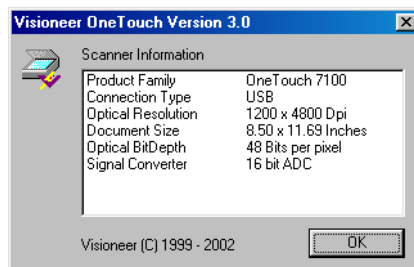 Visioneer OneTouch Version 3.0
Scanner Information
Product Family OneTouch 7100
Connection Type USB
Optical Resolution 1200 x 4800 Dpi
Document Size 8.50 x 11.69 Inches
Optical BitDepth 48 Bits per pixel
Signal Converter 16 bit ADC
Visioneer (C) 1999 - 2002
OK